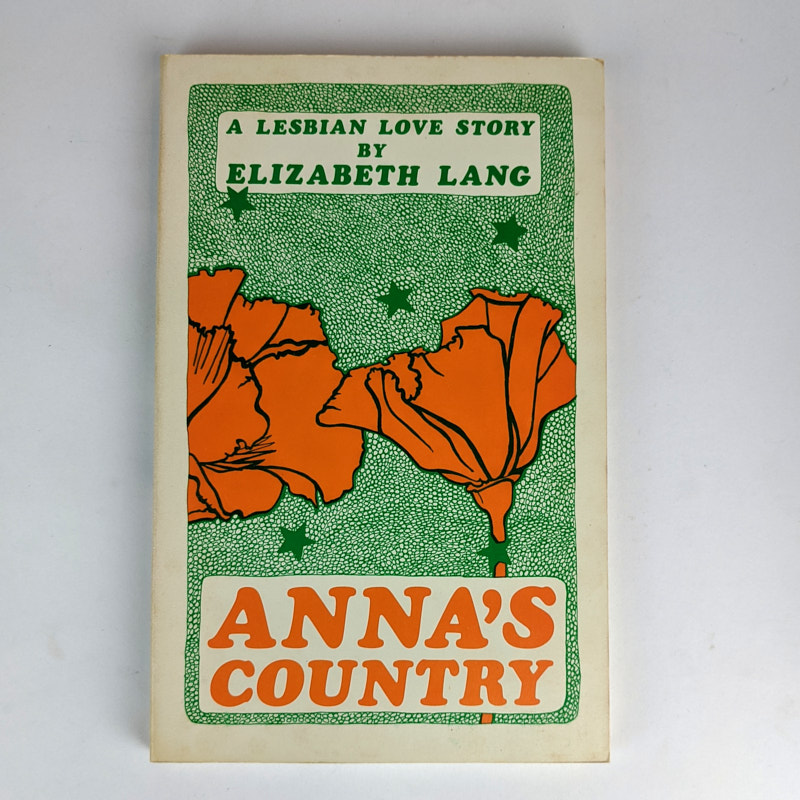 A LESBIAN LOVE STORY
BY
ELIZABETH LANG
ANNA'S
COUNTRY